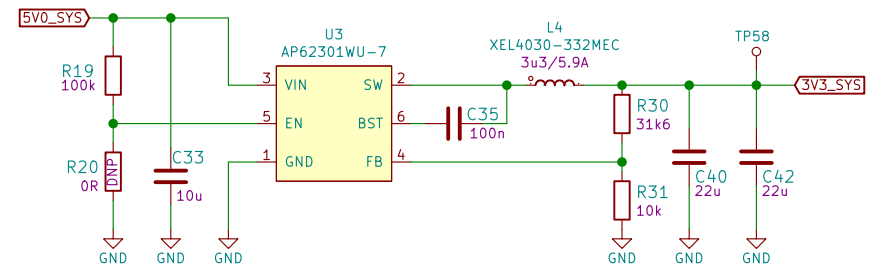 5V0_SYS
U3
AP62301WU-7
L4
XEL4030-332MEC
3u3/5.9A
TP58
R19
100k
3 VIN SW 2
3V3_SYS
5 EN BST 6
C35
100n
R30
31k6
1 GND FB 4
R20
0R
DNP
C33
10u
R31
10k
C40
22u
C42
22u
GND GND GND GND GND GND